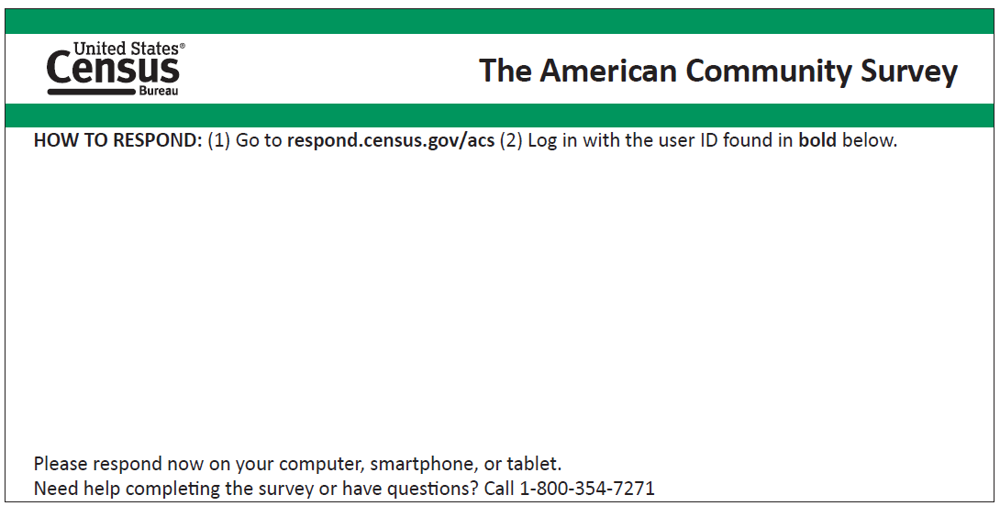 United States®
Census
Bureau
The American Community Survey
HOW TO RESPOND: (1) Go to respond.census.gov/acs (2) Log in with the user ID found in bold below.
Please respond now on your computer, smartphone, or tablet.
Need help completing the survey or have questions? Call 1-800-354-7271